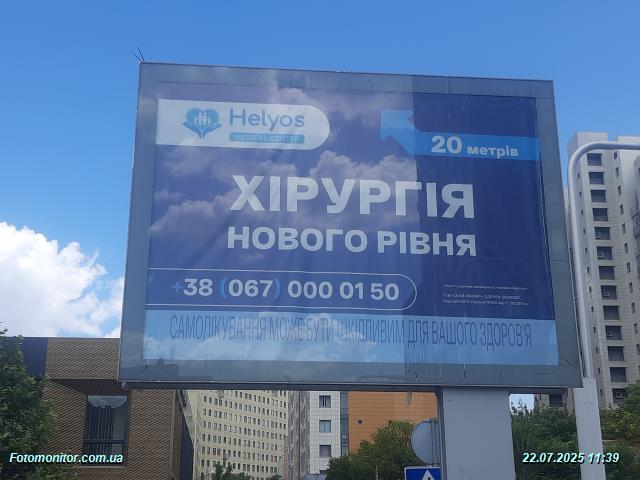 Helyos
MEDICAL CENTER
20 метрів
ХІРУРГІЯ
НОВОГО РІВНЯ
+38 (067) 000 01 50
САМОЛІКУВАННЯ МОЖЕ БУТИ ШКІДЛИВИМ ДЛЯ ВАШОГО ЗДОРОВ'Я
Fotomonitor.com.ua
22.07.2025 11:39